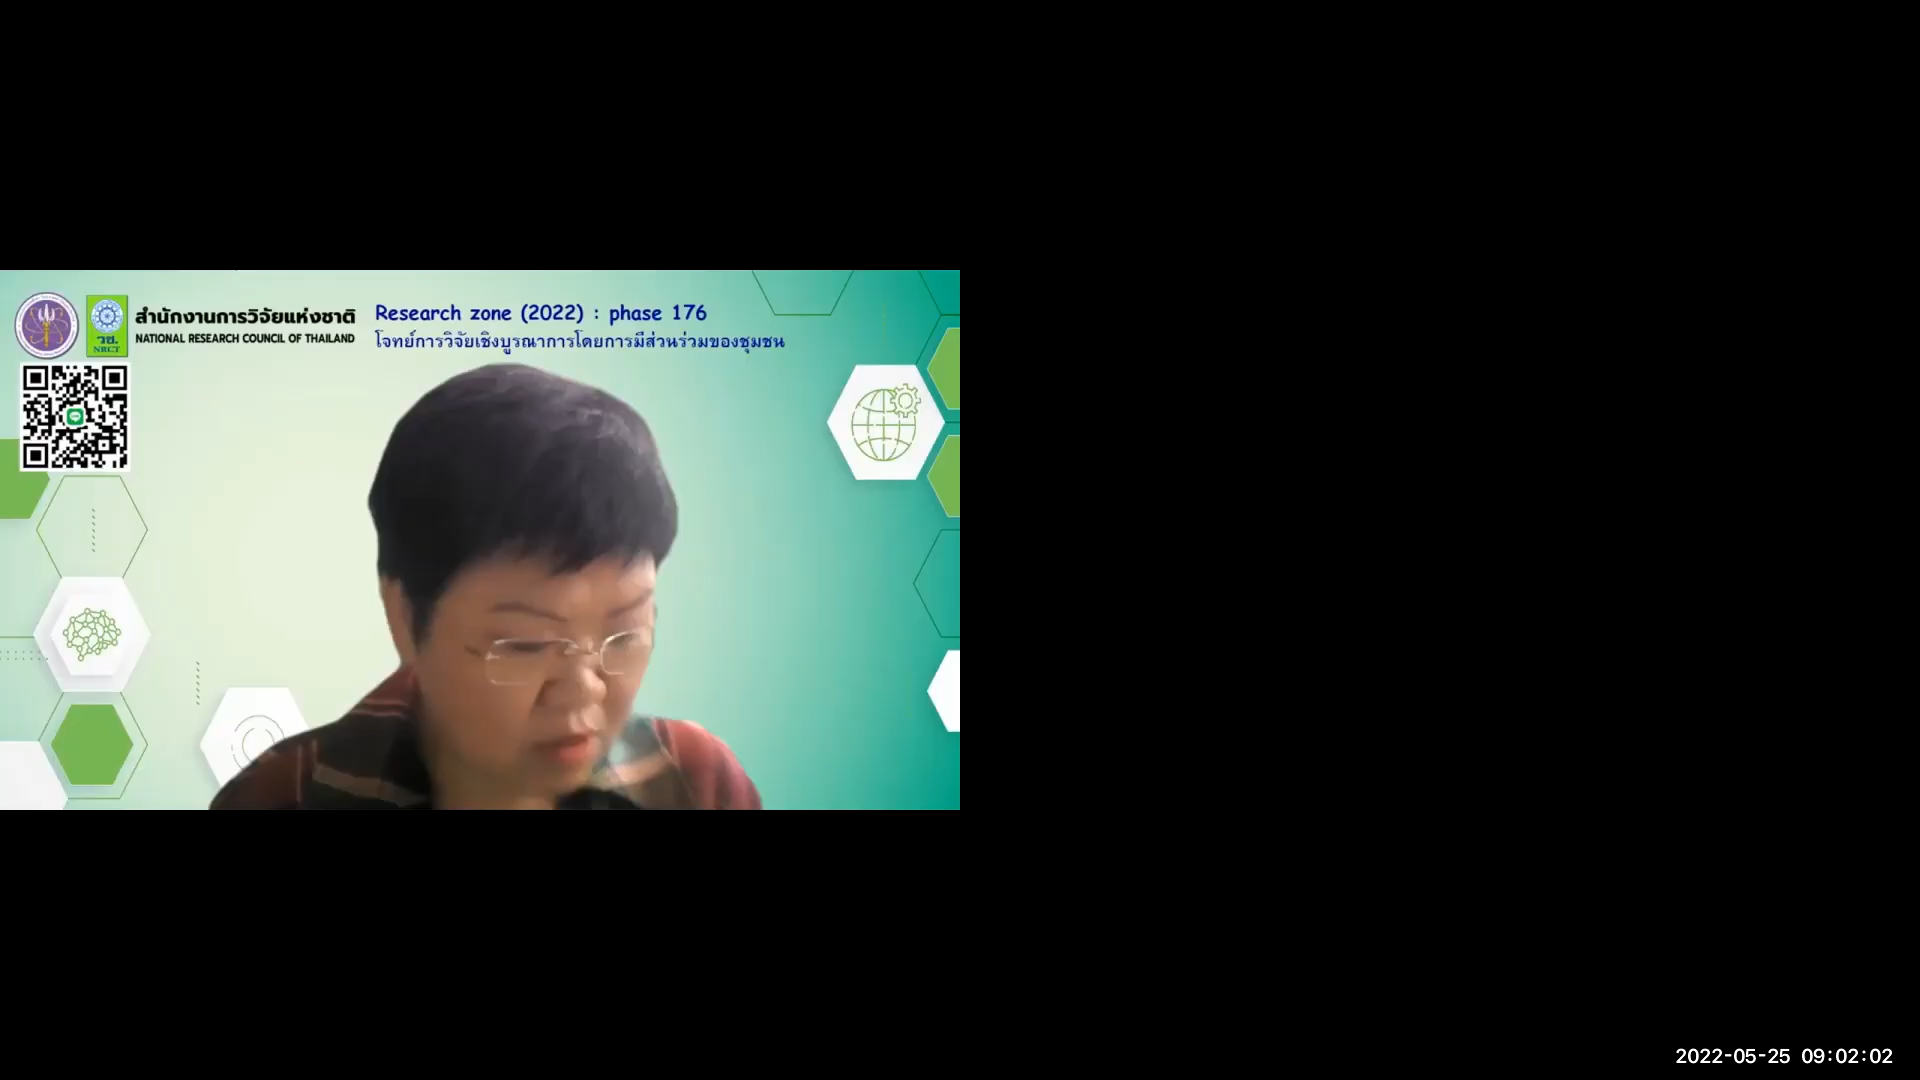 สำนักงานการวิจัยแห่งชาติ
NATIONAL RESEARCH COUNCIL OF THAILAND
วช.
NRCT
Research zone (2022) : phase 176
โจทย์การวิจัยเชิงบูรณาการโดยการมีส่วนร่วมของชุมชน
2022-05-25 09:02:02